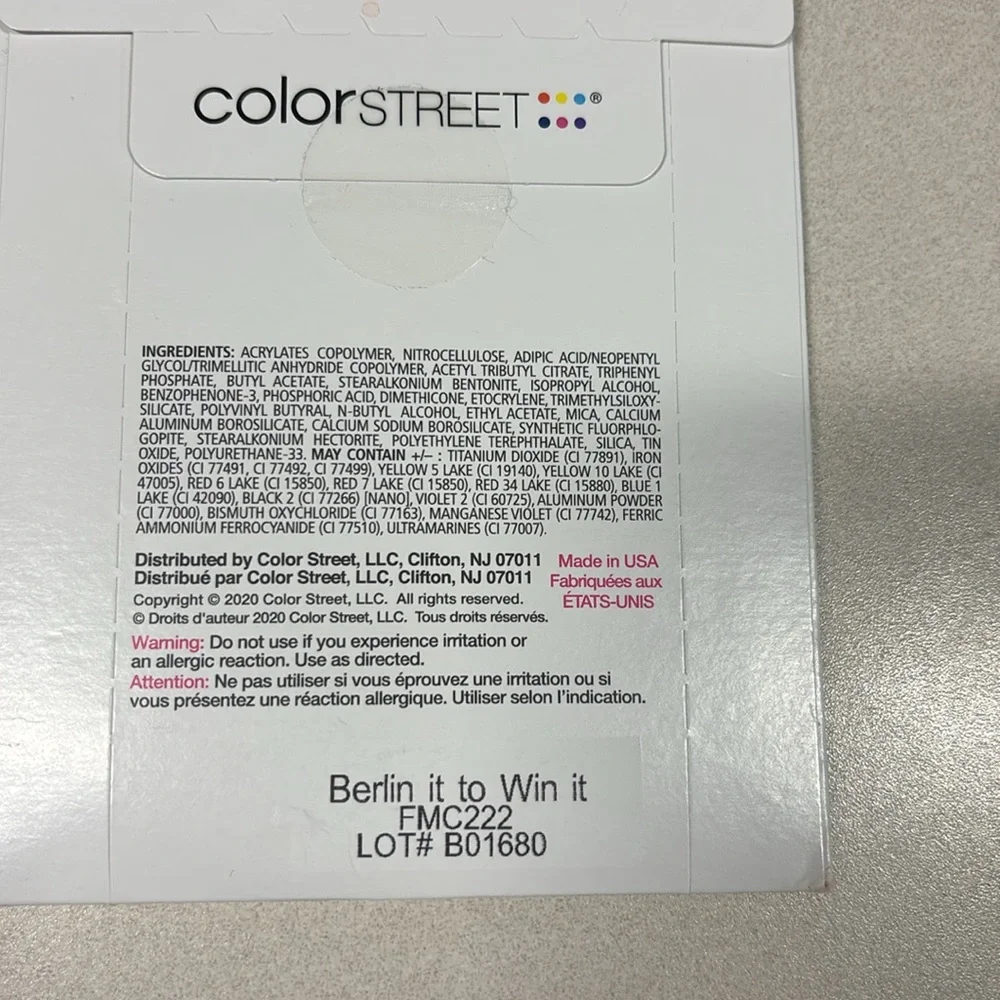 colorSTREET®
INGREDIENTS: ACRYLATES COPOLYMER, NITROCELLULOSE, ADIPIC ACID/NEOPENTYL
GLYCOL/TRIMELLITIC ANHYDRIDE COPOLYMER, ACETYL TRIBUTYL CITRATE, TRIPHENYL
PHOSPHATE, BUTYL ACETATE, STEARALKONIUM BENTONITE, ISOPROPYL ALCOHOL,
BENZOPHENONE-3, PHOSPHORIC ACID, DIMETHICONE, ETOCRYLENE, TRIMETHYLSILOXY-
SILICATE, POLYVINYL BUTYRAL, N-BUTYL ALCOHOL, ETHYL ACETATE, MICA, CALCIUM
ALUMINUM BOROSILICATE, CALCIUM SODIUM BOROSILICATE, SYNTHETIC FLUORPHLO-
GOPITE, STEARALKONIUM HECTORITE, POLYETHYLENE TEREPHTHALATE, SILICA, TIN
OXIDE, POLYURETHANE-33. MAY CONTAIN +/– : TITANIUM DIOXIDE (CI 77891), IRON
OXIDES (CI 77491, CI 77492, CI 77499), YELLOW 5 LAKE (CI 19140), YELLOW 10 LAKE (CI
47005), RED 6 LAKE (CI 15850), RED 7 LAKE (CI 15850), RED 34 LAKE (CI 15880), BLUE 1
LAKE (CI 42090), BLACK 2 (CI 77266) [NANO], VIOLET 2 (CI 60725), ALUMINUM POWDER
(CI 77000), BISMUTH OXYCHLORIDE (CI 77163), MANGANESE VIOLET (CI 77742), FERRIC
AMMONIUM FERROCYANIDE (CI 77510), ULTRAMARINES (CI 77007).
Distributed by Color Street, LLC, Clifton, NJ 07011
Distribué par Color Street, LLC, Clifton, NJ 07011
Copyright © 2020 Color Street, LLC. All rights reserved.
© Droits d'auteur 2020 Color Street, LLC. Tous droits réservés.
Made in USA
Fabriquées aux
ÉTATS-UNIS
Warning: Do not use if you experience irritation or
an allergic reaction. Use as directed.
Attention: Ne pas utiliser si vous éprouvez une irritation ou si
vous présentez une réaction allergique. Utiliser selon l'indication.
Berlin it to Win it
FMC222
LOT# B01680